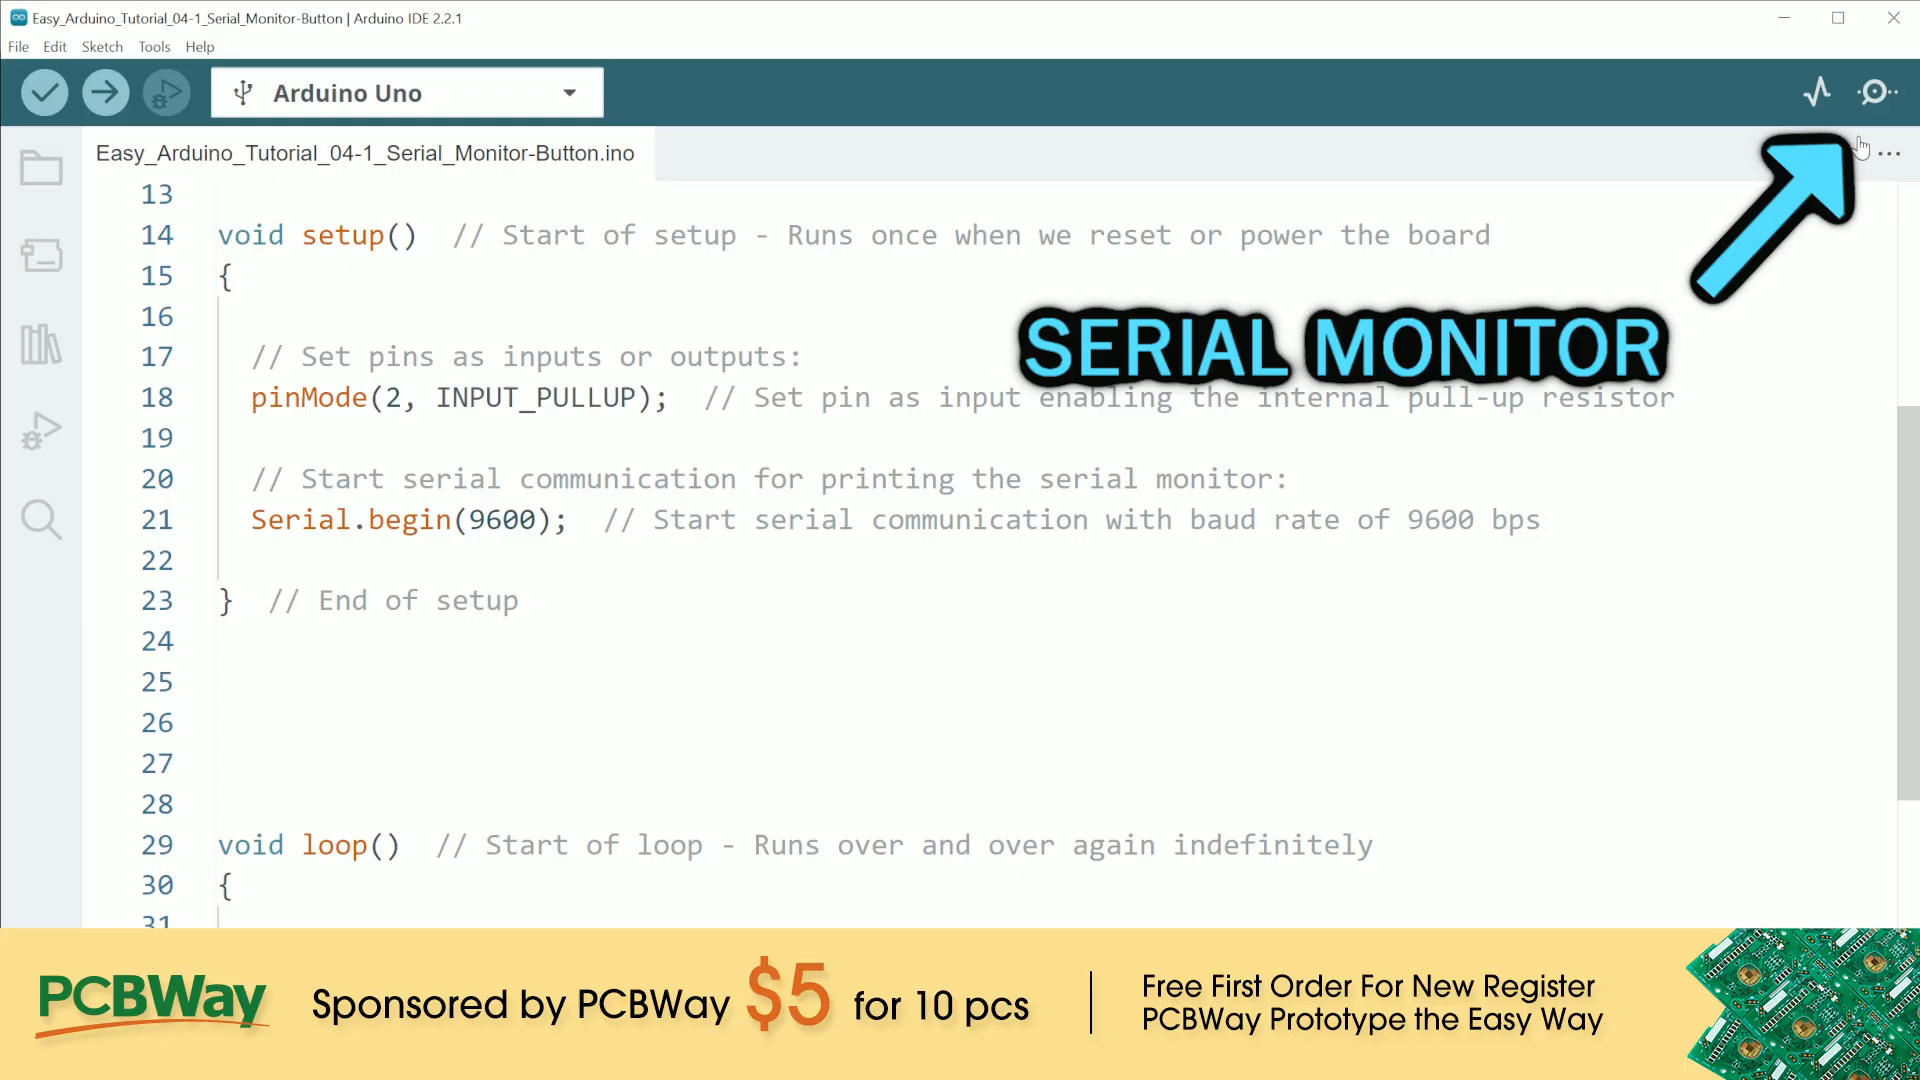 Easy_Arduino_Tutorial_04-1_Serial_Monitor-Button | Arduino IDE 2.2.1
File Edit Sketch Tools Help
Arduino Uno
Easy_Arduino_Tutorial_04-1_Serial_Monitor-Button.ino
13
14 void setup() // Start of setup - Runs once when we reset or power the board
15 {
16
SERIAL MONITOR
17 // Set pins as inputs or outputs:
18 pinMode(2, INPUT_PULLUP); // Set pin as input enabling the internal pull-up resistor
19
20 // Start serial communication for printing the serial monitor:
21 Serial.begin(9600); // Start serial communication with baud rate of 9600 bps
22
23 } // End of setup
24
25
26
27
28
29 void loop() // Start of loop - Runs over and over again indefinitely
30 {
31
PCBWay Sponsored by PCBWay $5 for 10 pcs
Free First Order For New Register
PCBWay Prototype the Easy Way